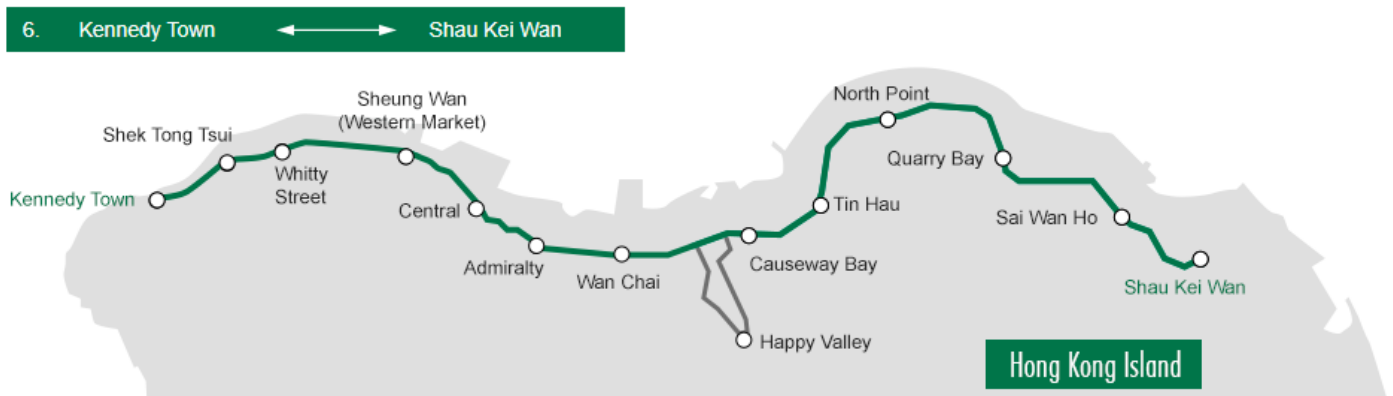 6. Kennedy Town Shau Kei Wan
Sheung Wan
(Western Market)
North Point
Shek Tong Tsui
Whitty
Street
Quarry Bay
Kennedy Town
Central
Tin Hau
Sai Wan Ho
Admiralty
Wan Chai
Causeway Bay
Shau Kei Wan
Happy Valley
Hong Kong Island